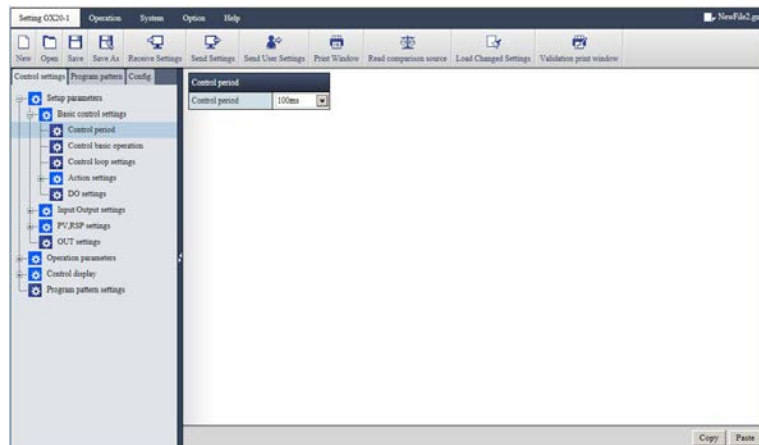 Setting GX20-1 Operation System Option Help NewFile2.gn
New Open Save Save As Receive Settings Send Settings Send User Settings Print Window Read comparison source Load Changed Settings Validation print window
Control settings Program pattern Config.
Control period
Control period 100ms
Setup parameters
Basic control settings
Control period
Control basic operation
Control loop settings
Action settings
DO settings
Input/Output settings
PV,RSP settings
OUT settings
Operation parameters
Control display
Program pattern settings
Copy Paste